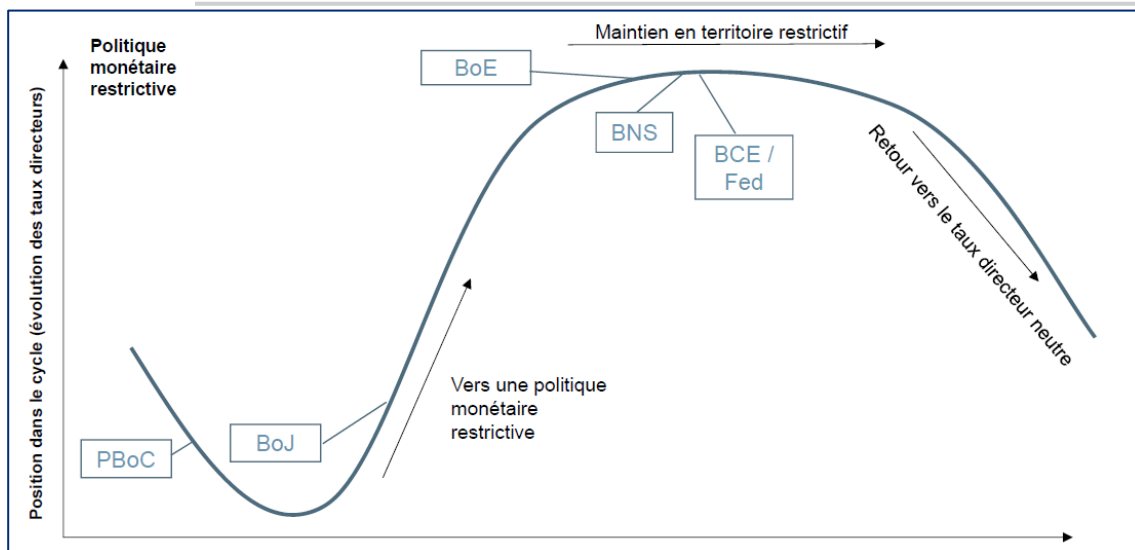 Politique
monétaire
restrictive
Maintien en territoire restrictif
BoE
BNS
BCE /
Fed
Retour vers le taux directeur neutre
Vers une politique
monétaire
restrictive
BoJ
PBoC
Position dans le cycle (évolution des taux directeurs)